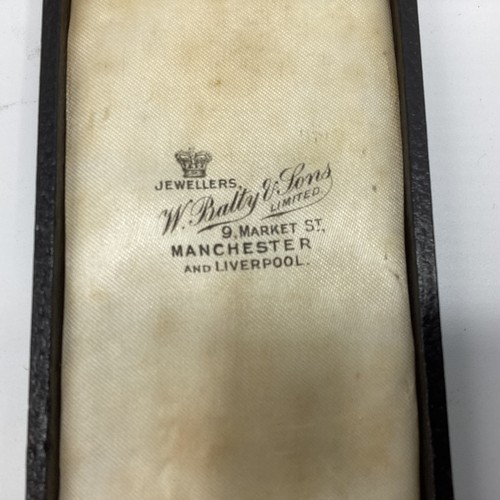 JEWELLERS,
W. Batty & Sons
LIMITED.
9, MARKET ST,
MANCHESTER
AND LIVERPOOL.